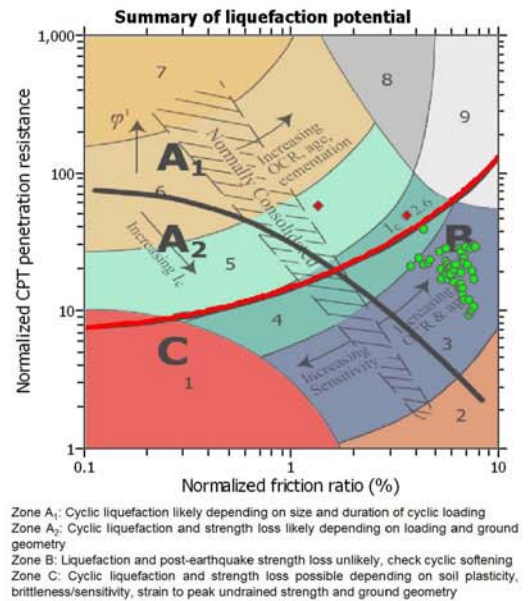 Summary of liquefaction potential
Normalized CPT penetration resistance
1,000
100
10
1
0.1
1
10
Normalized friction ratio (%)
7
8
9
φ'
A1
Normally Consolidated
Increasing
OCR, age,
cementation
6
A2
Increasing Ic
5
Ic = 2.6
B
4
C
1
Increasing
Sensitivity
Increasing
OCR & age
3
2
Zone A1: Cyclic liquefaction likely depending on size and duration of cyclic loading
Zone A2: Cyclic liquefaction and strength loss likely depending on loading and ground
geometry
Zone B: Liquefaction and post-earthquake strength loss unlikely, check cyclic softening
Zone C: Cyclic liquefaction and strength loss possible depending on soil plasticity,
brittleness/sensitivity, strain to peak undrained strength and ground geometry